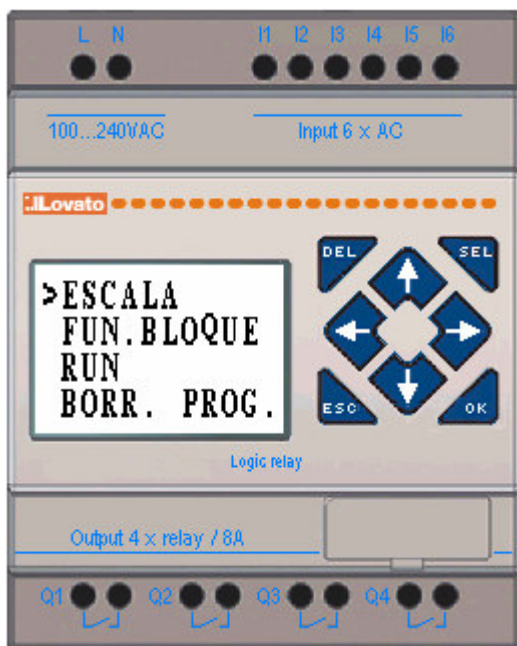 L N I1 I2 I3 I4 I5 I6
100...240VAC Input 6 x AC
Lovato
DEL SEL
>ESCALA
FUN.BLOQUE
RUN
BORR. PROG.
ESC OK
Logic relay
Output 4 x relay / 8A
Q1 Q2 Q3 Q4